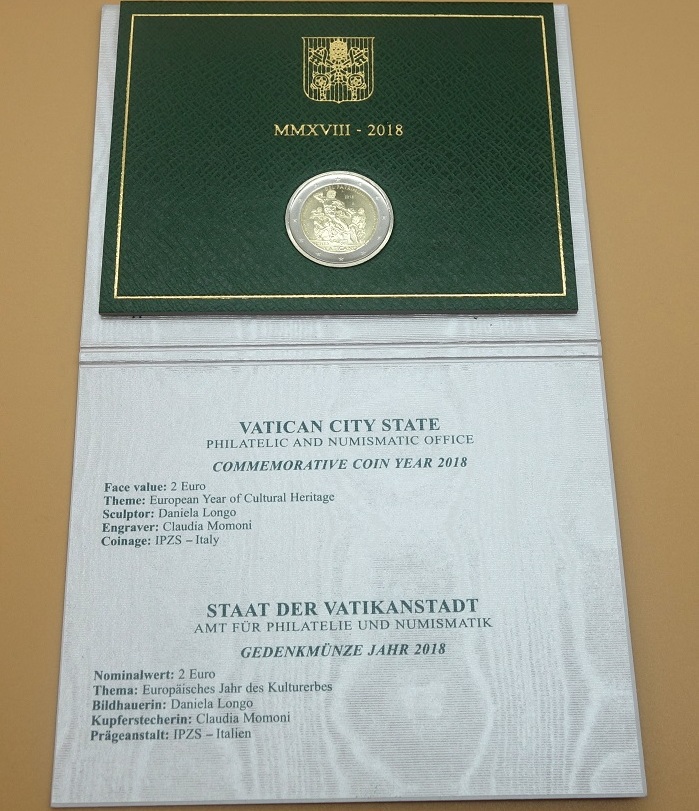 MMXVIII - 2018
2018
VATICAN CITY STATE
PHILATELIC AND NUMISMATIC OFFICE
COMMEMORATIVE COIN YEAR 2018
Face value: 2 Euro
Theme: European Year of Cultural Heritage
Sculptor: Daniela Longo
Engraver: Claudia Momoni
Coinage: IPZS – Italy
STAAT DER VATIKANSTADT
AMT FÜR PHILATELIE UND NUMISMATIK
GEDENKMÜNZE JAHR 2018
Nominalwert: 2 Euro
Thema: Europäisches Jahr des Kulturerbes
Bildhauerin: Daniela Longo
Kupferstecherin: Claudia Momoni
Prägeanstalt: IPZS – Italien